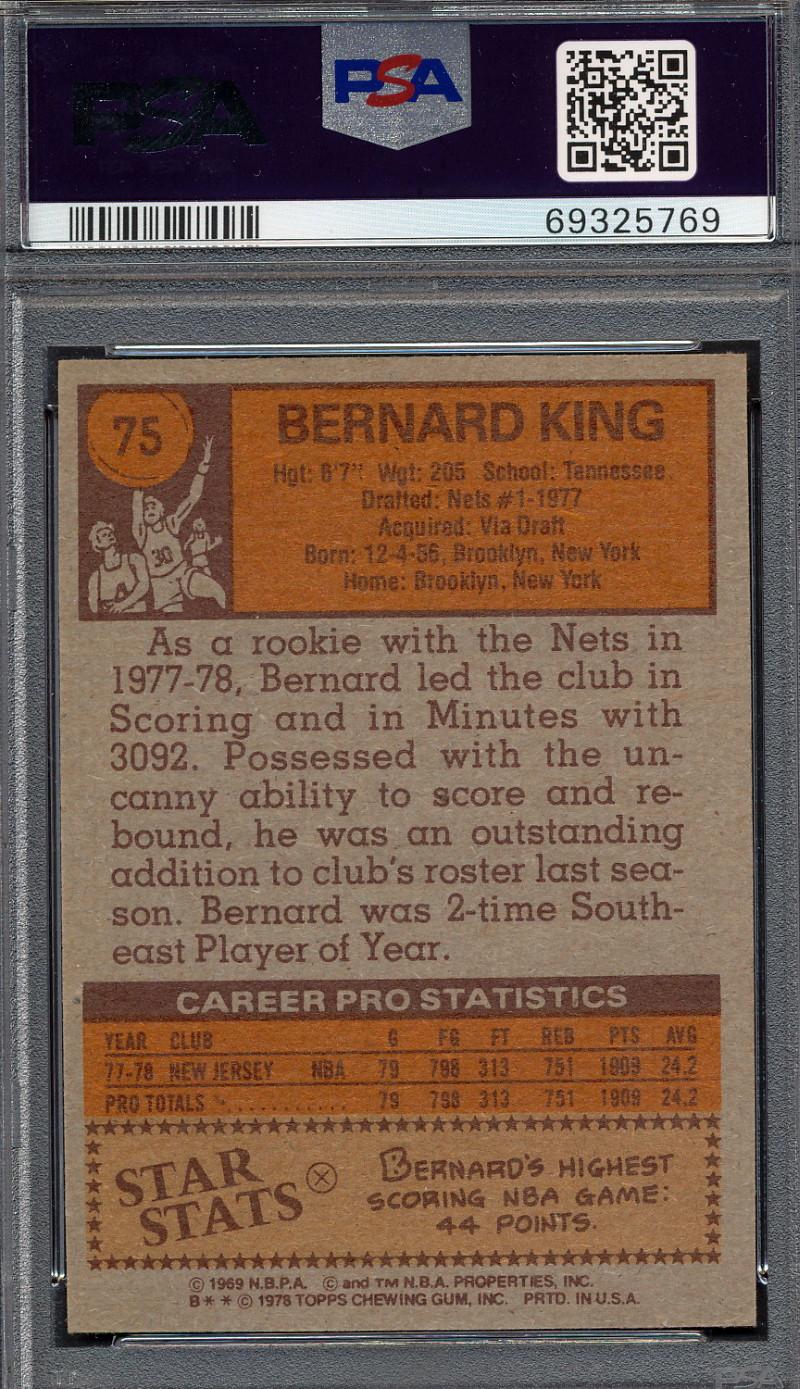 PSA
PSA
69325769
75
BERNARD KING
Hgt: 6'7" Wgt: 205 School: Tennessee
Drafted: Nets #1-1977
Acquired: Via Draft
Born: 12-4-56, Brooklyn, New York
Home: Brooklyn, New York
30
As a rookie with the Nets in
1977-78, Bernard led the club in
Scoring and in Minutes with
3092. Possessed with the un-
canny ability to score and re-
bound, he was an outstanding
addition to club's roster last sea-
son. Bernard was 2-time South-
east Player of Year.
CAREER PRO STATISTICS
YEAR CLUB G FG FT REB PTS AVG
77-78 NEW JERSEY NBA 79 798 313 751 1909 24.2
PRO TOTALS ............ 79 798 313 751 1909 24.2
STAR
STATS
BERNARD'S HIGHEST
SCORING NBA GAME:
44 POINTS.
© 1969 N.B.P.A. © and TM N.B.A. PROPERTIES, INC.
B* * © 1978 TOPPS CHEWING GUM, INC. PRTD. IN U.S.A.
PSA